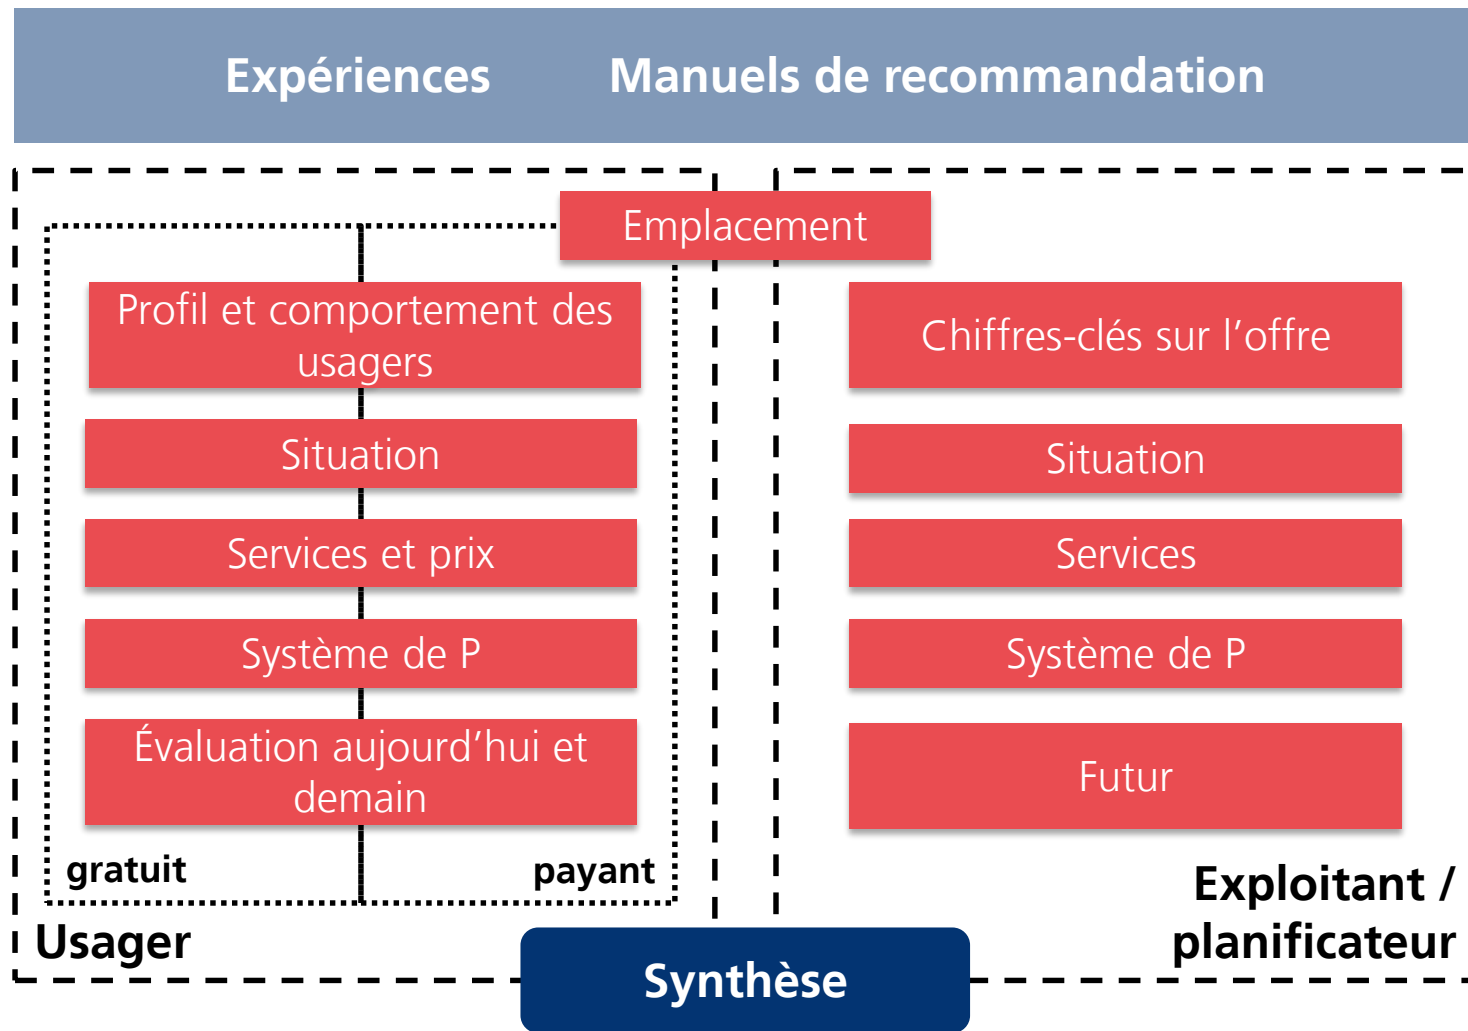 Expériences Manuels de recommandation
Emplacement
Profil et comportement des
usagers
Situation
Services et prix
Système de P
Évaluation aujourd’hui et
demain
gratuit payant
Usager
Chiffres-clés sur l’offre
Situation
Services
Système de P
Futur
Exploitant /
planificateur
Synthèse